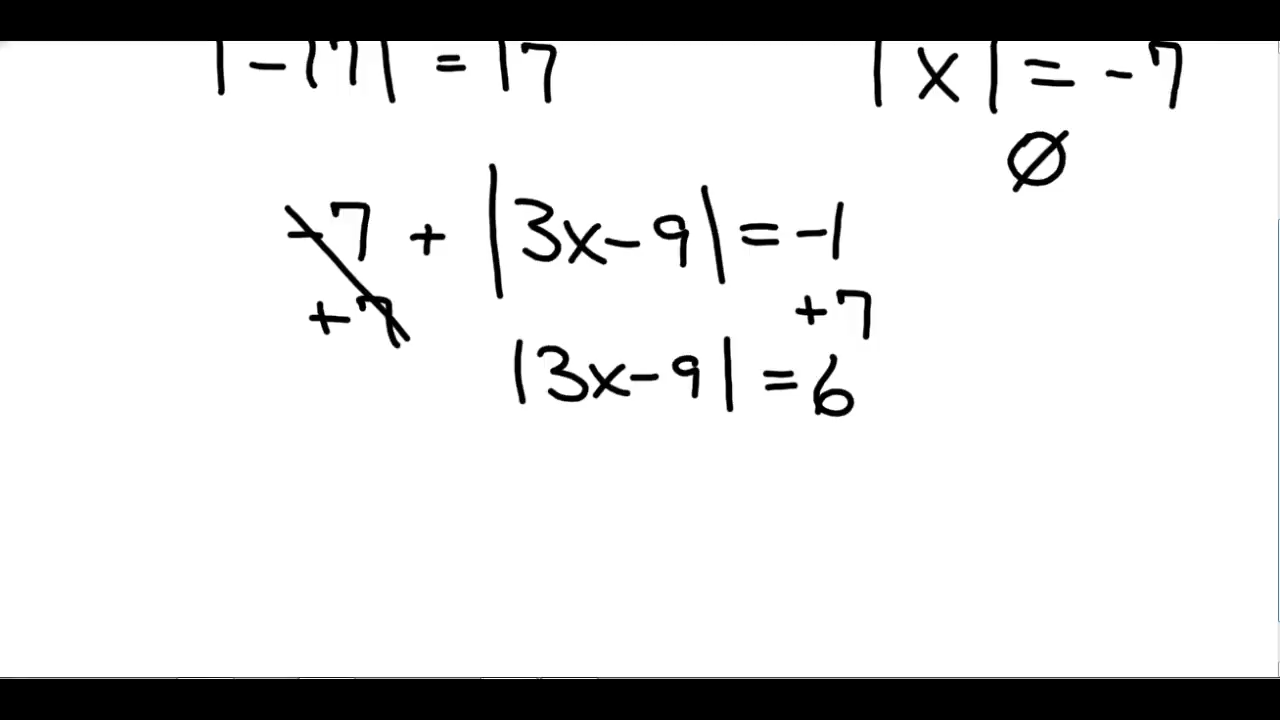 |-17| = 17
|x| = -7
∅
-7 + |3x-9| = -1
+7 +7
|3x-9| = 6